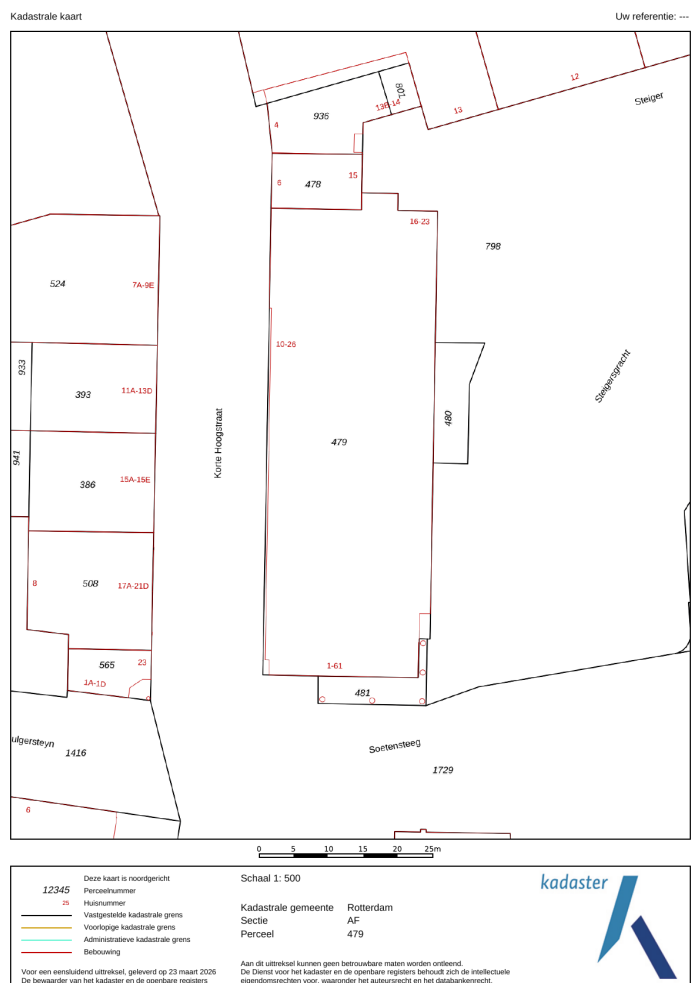 Kadastrale kaart
Uw referentie: ---
12
Steiger
801
13B-14
13
936
4
15
6
478
16-23
798
524
7A-9E
10-26
933
393
11A-13D
Steigersgracht
480
Korte Hoogstraat
479
941
386
15A-15E
8
508
17A-21D
565
23
1-61
1A-1D
481
ulgersteyn
1416
Soetensteeg
1729
6
0 5 10 15 20 25m
Deze kaart is noordgericht
12345 Perceelnummer
25 Huisnummer
Vastgestelde kadastrale grens
Voorlopige kadastrale grens
Administratieve kadastrale grens
Bebouwing
Voor een eensluidend uittreksel, geleverd op 23 maart 2026
De bewaarder van het kadaster en de openbare registers
Schaal 1: 500
Kadastrale gemeente Rotterdam
Sectie AF
Perceel 479
Aan dit uittreksel kunnen geen betrouwbare maten worden ontleend.
De Dienst voor het kadaster en de openbare registers behoudt zich de intellectuele
eigendomsrechten voor, waaronder het auteursrecht en het databankenrecht.
kadaster